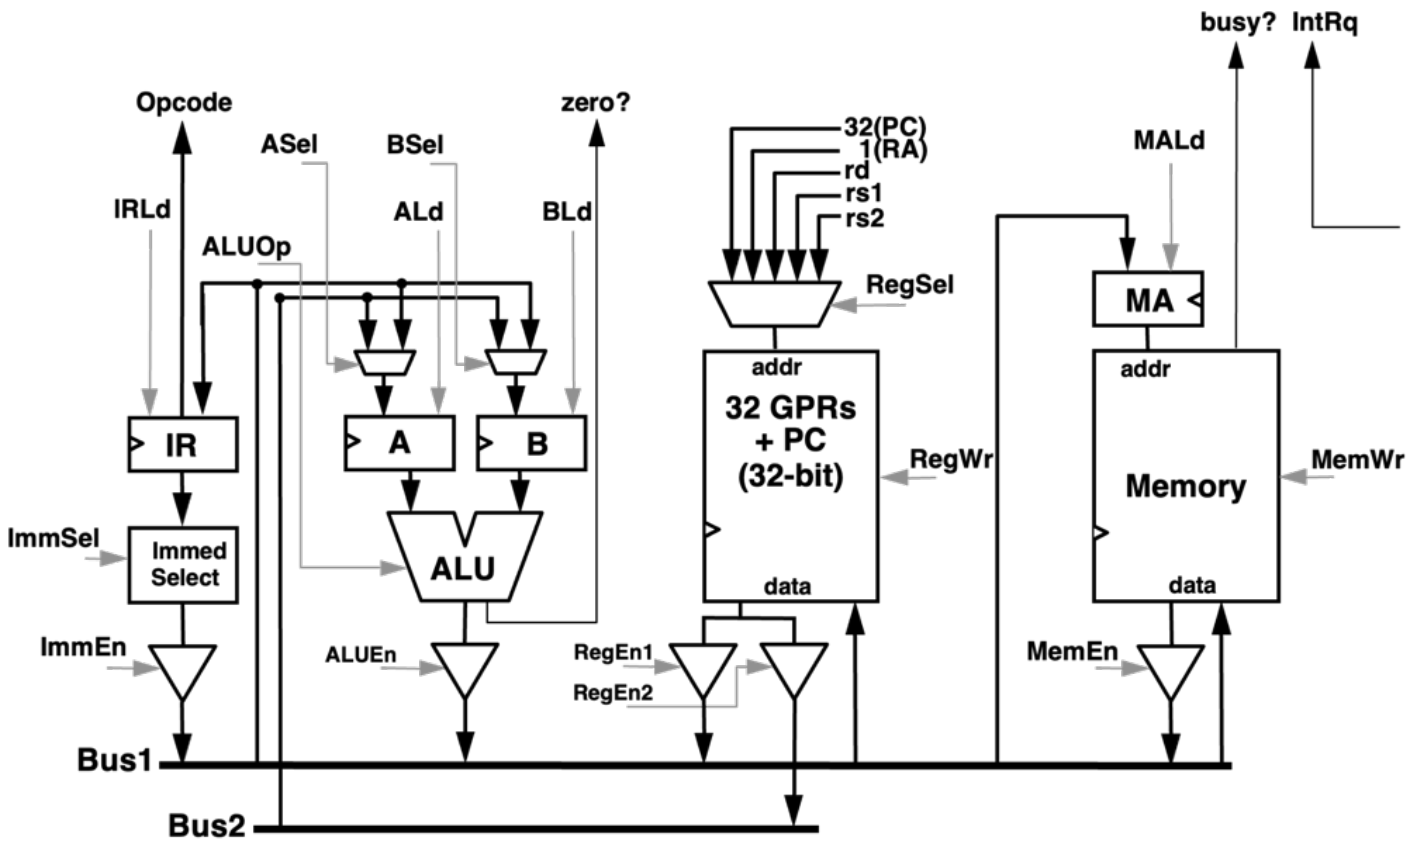 busy? IntRq
Opcode
zero?
32(PC)
1(RA)
rd
rs1
rs2
ASel
BSel
MALd
IRLd
ALd
BLd
ALUOp
RegSel
MA
addr
addr
32 GPRs
+ PC
(32-bit)
IR
A
B
RegWr
MemWr
Memory
ImmSel
Immed
Select
ALU
data
data
ImmEn
ALUEn
RegEn1
RegEn2
MemEn
Bus1
Bus2